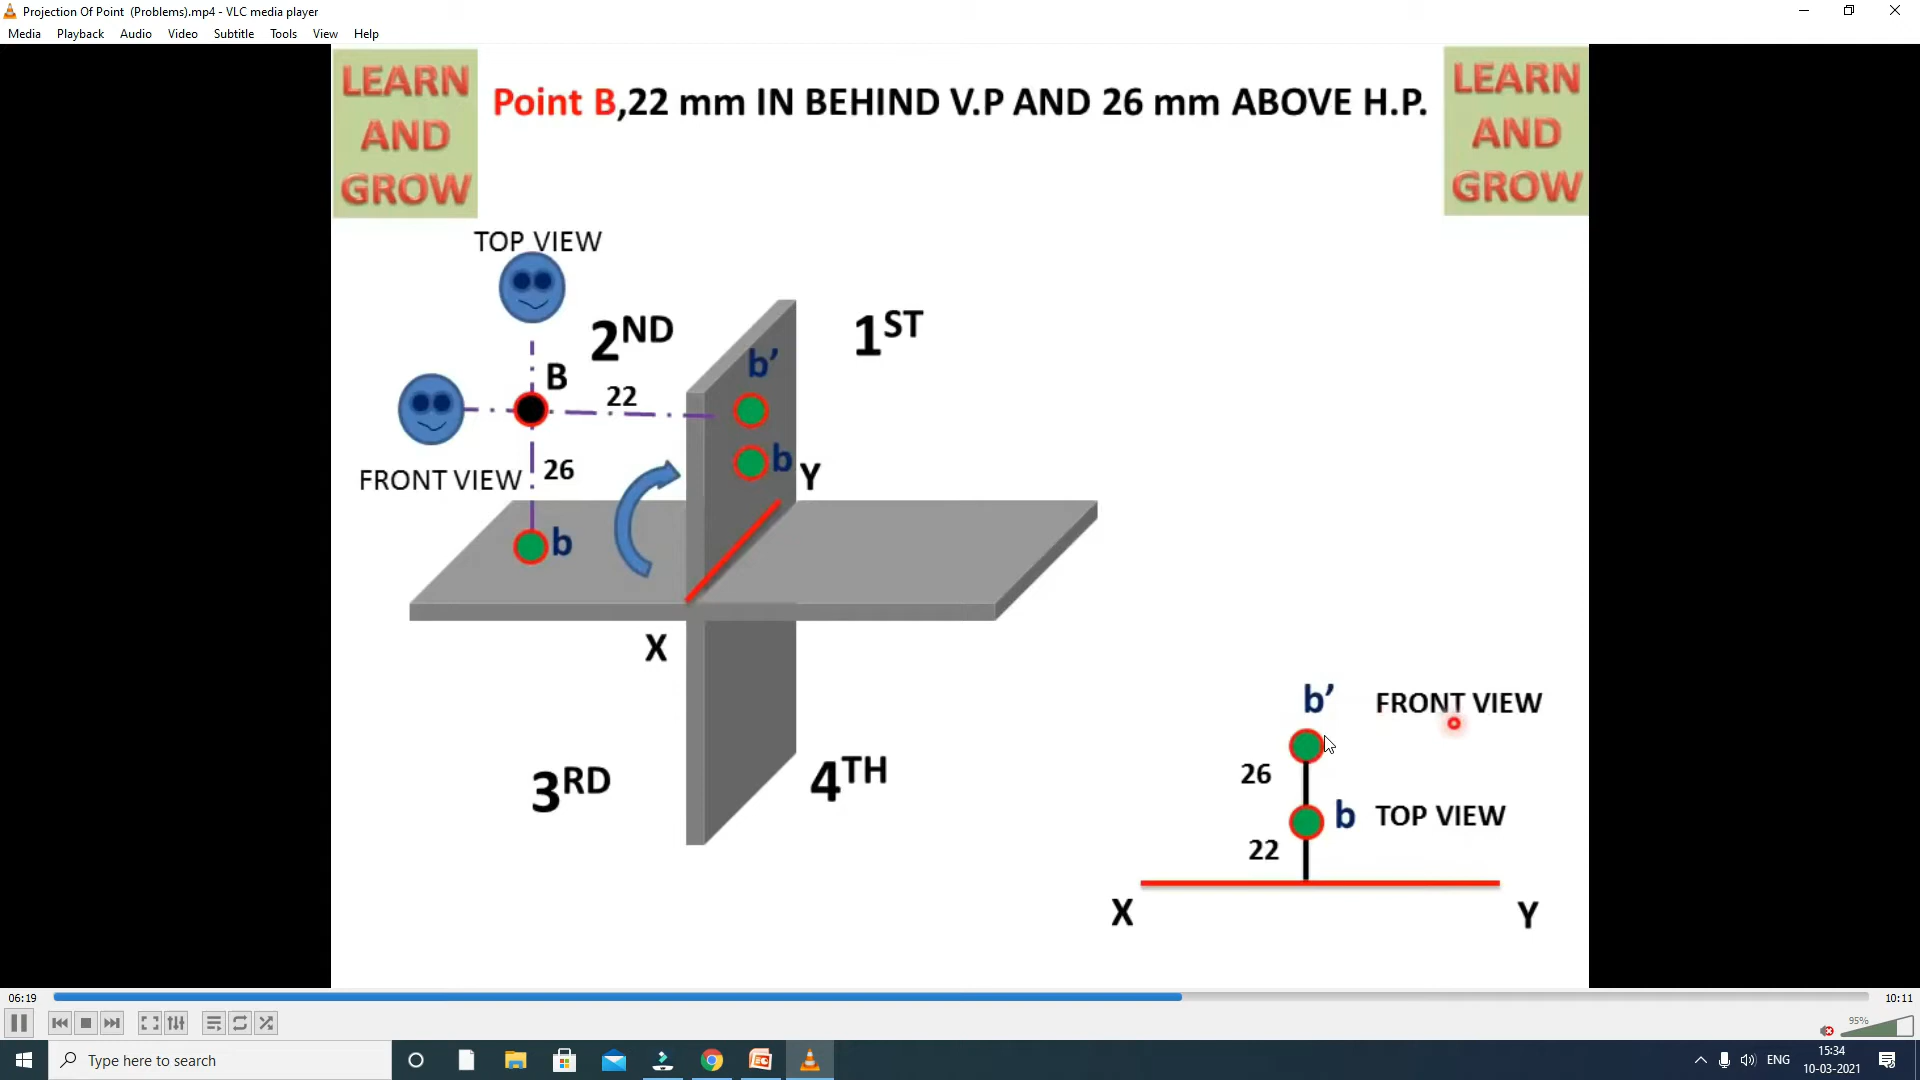 Projection Of Point (Problems).mp4 - VLC media player
Media Playback Audio Video Subtitle Tools View Help
LEARN
AND
GROW
Point B,22 mm IN BEHIND V.P AND 26 mm ABOVE H.P.
LEARN
AND
GROW
TOP VIEW
2ND
1ST
B
22
b’
FRONT VIEW
26
b
Y
b
X
3RD
4TH
b’
FRONT VIEW
26
b
TOP VIEW
22
X
Y
06:19
10:11
95%
Type here to search
ENG
15:34
10-03-2021